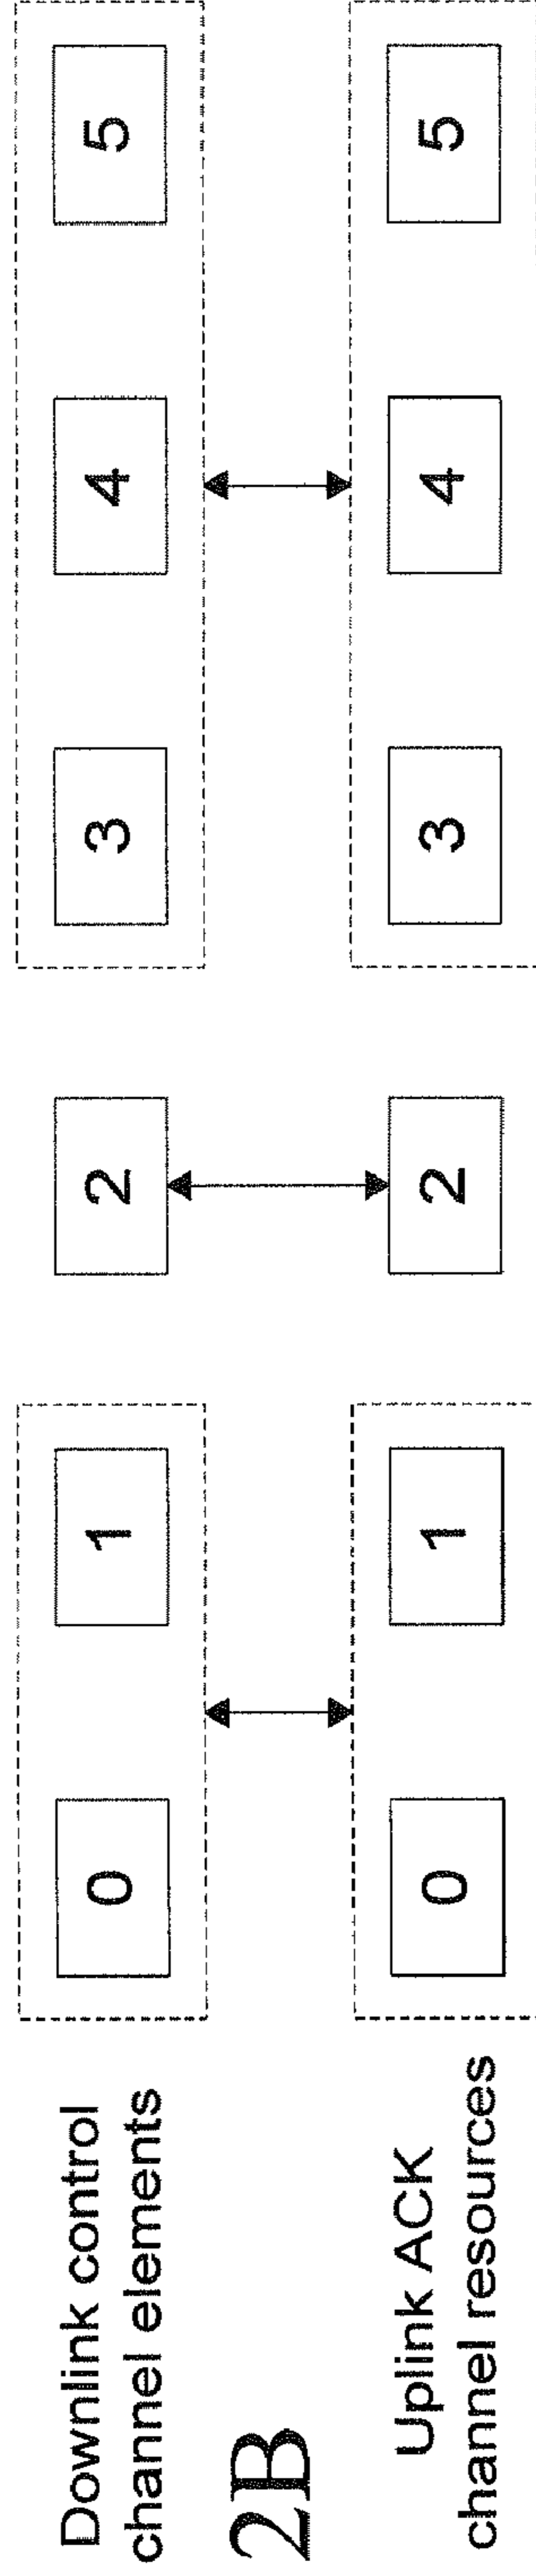 Downlink control
channel elements
0 1 2 3 4 5
2B
Uplink ACK
channel resources
0 1 2 3 4 5